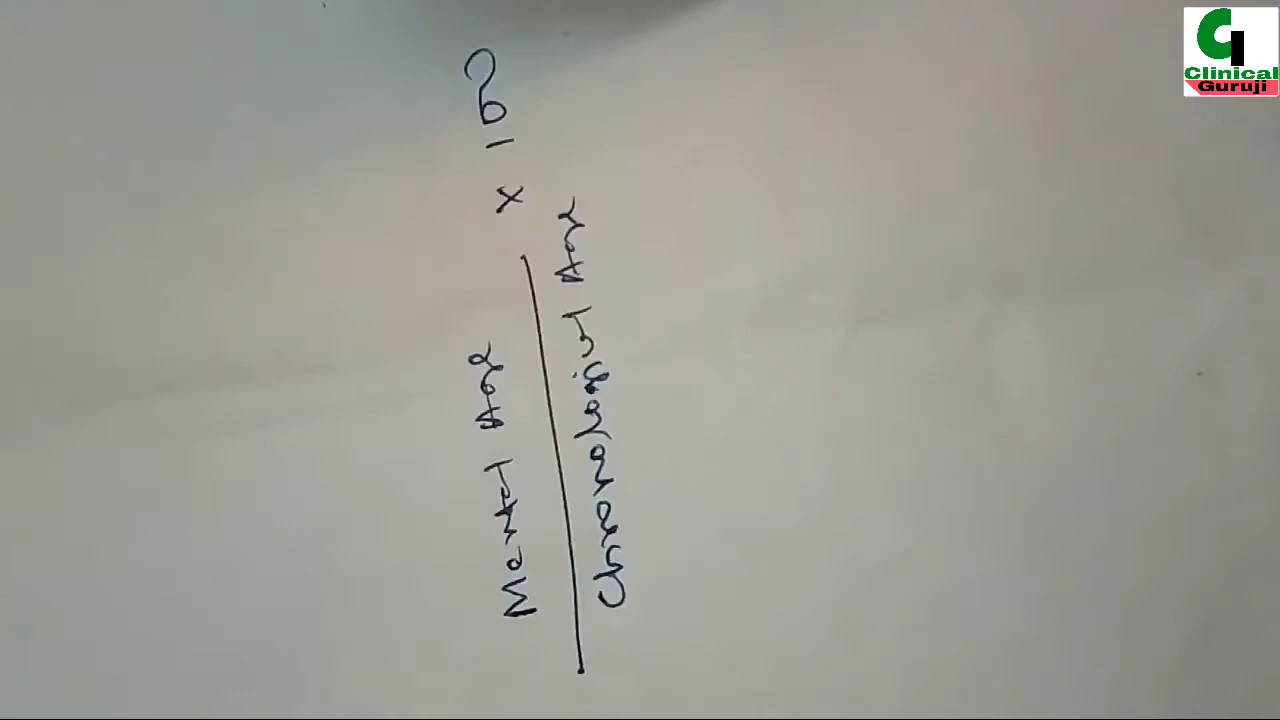 Mental Age
x 100
Chronological Age
Clinical
Guruji